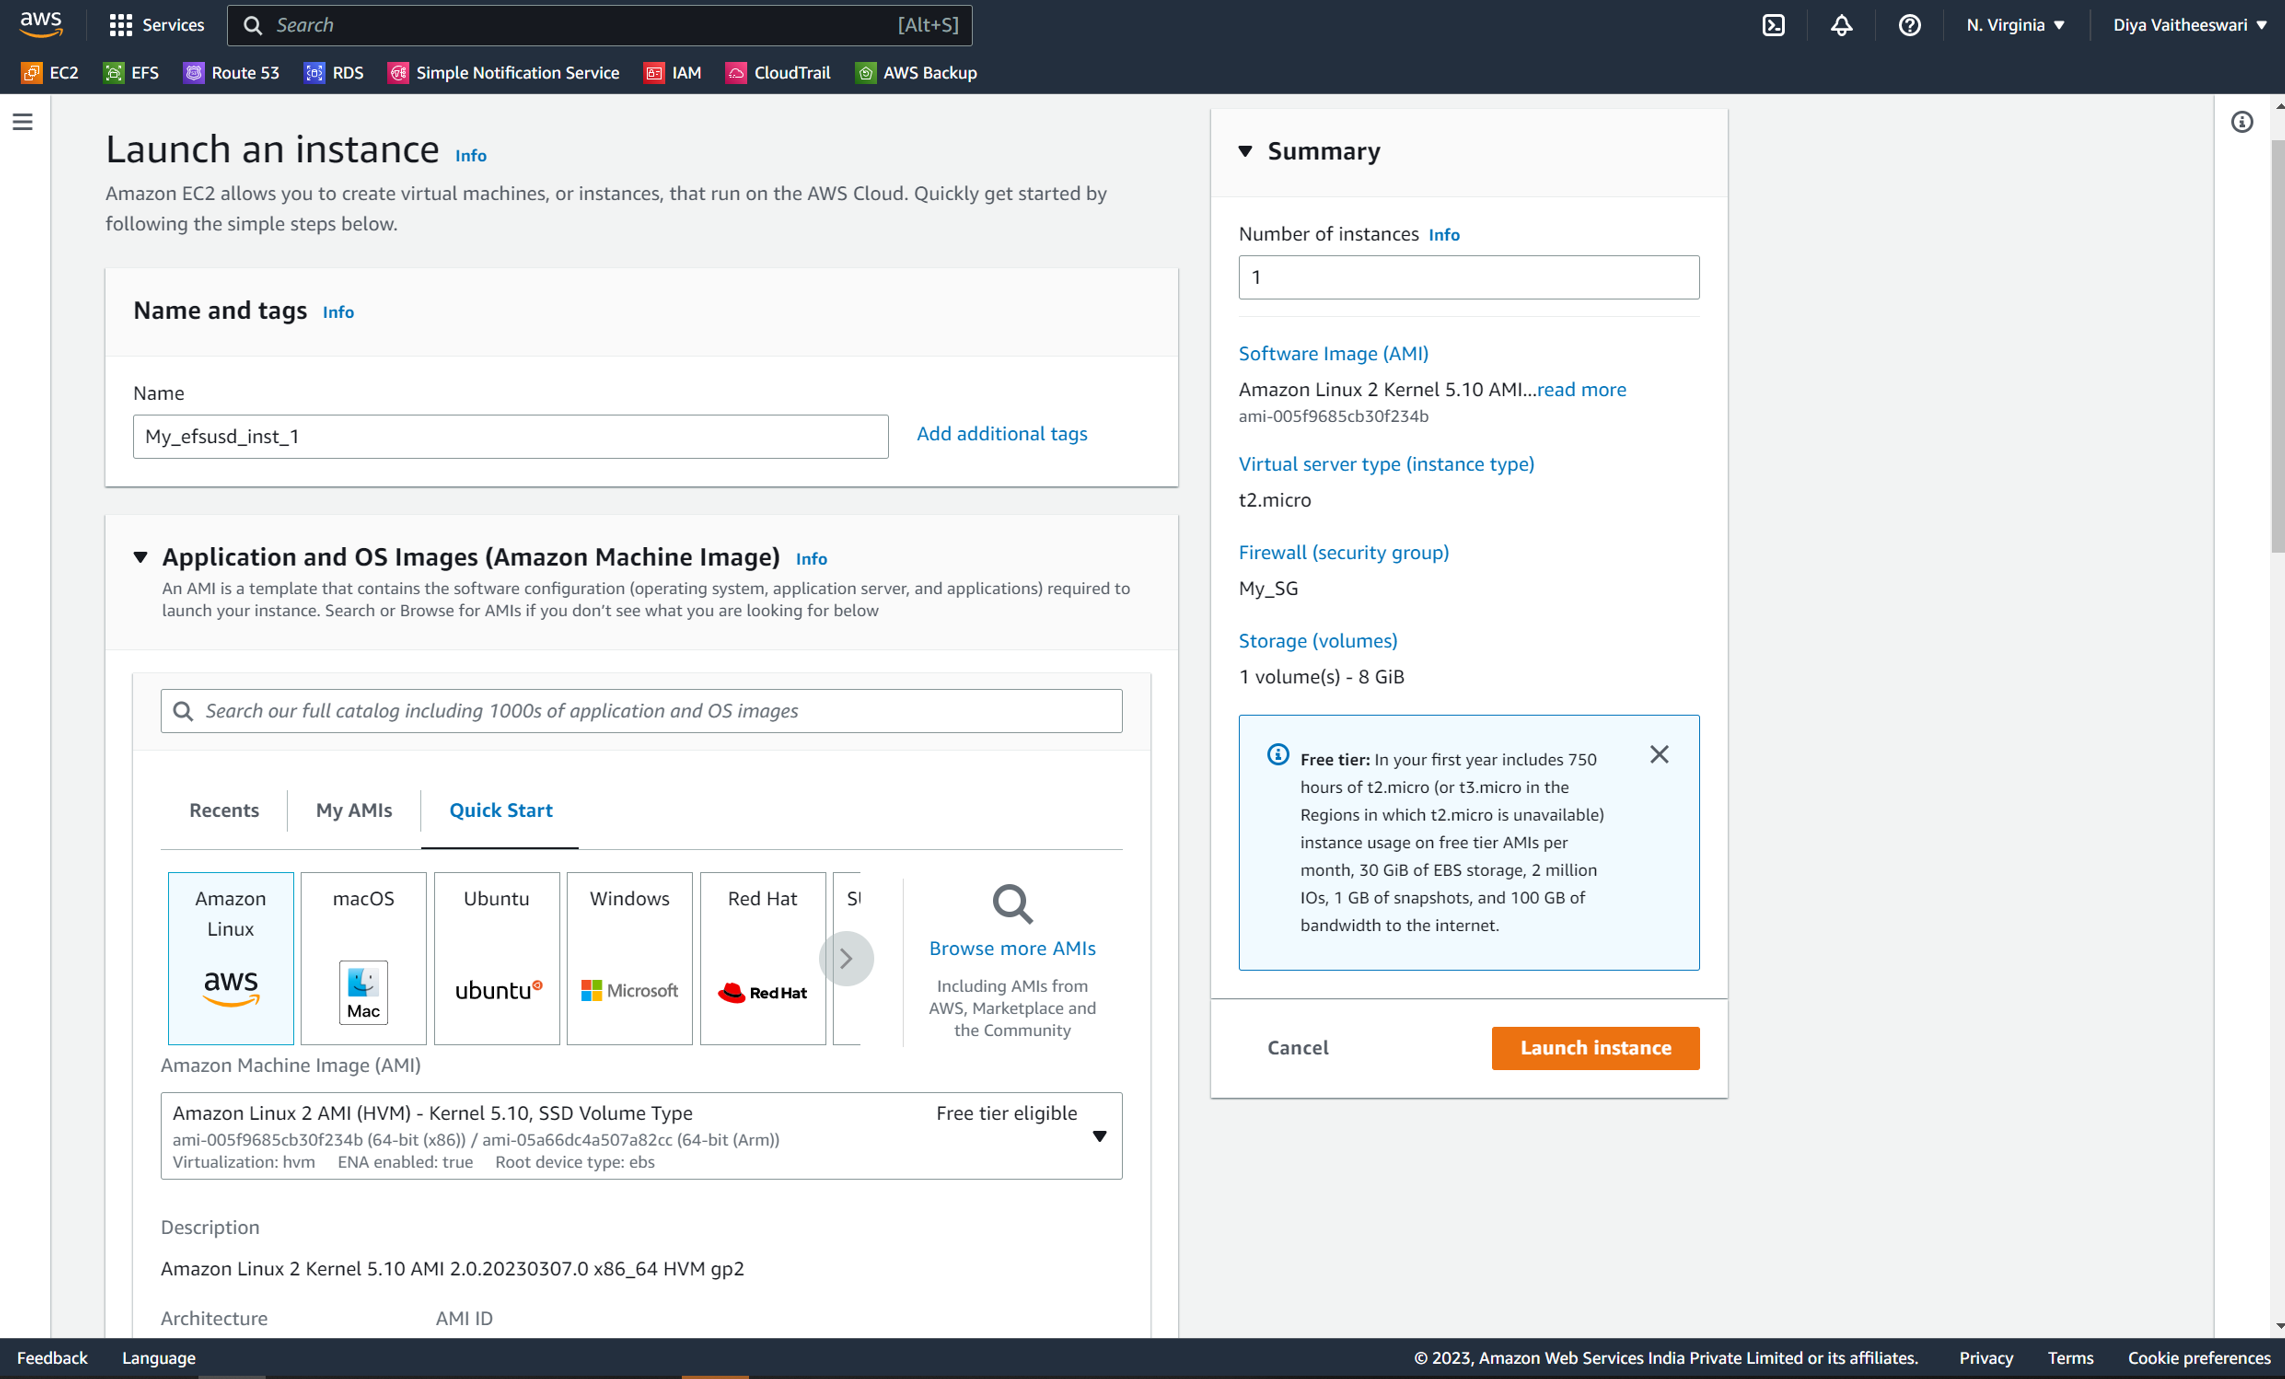 aws
Services
Search
[Alt+S]
N. Virginia
Diya Vaitheeswari
EC2
EFS
Route 53
RDS
Simple Notification Service
IAM
CloudTrail
AWS Backup
Launch an instance Info
Amazon EC2 allows you to create virtual machines, or instances, that run on the AWS Cloud. Quickly get started by
following the simple steps below.
Name and tags Info
Name
My_efsusd_inst_1
Add additional tags
Application and OS Images (Amazon Machine Image) Info
An AMI is a template that contains the software configuration (operating system, application server, and applications) required to
launch your instance. Search or Browse for AMIs if you don’t see what you are looking for below
Search our full catalog including 1000s of application and OS images
Recents
My AMIs
Quick Start
Amazon
Linux
aws
macOS
Mac
Ubuntu
ubuntu
Windows
Microsoft
Red Hat
Red Hat
Browse more AMIs
Including AMIs from
AWS, Marketplace and
the Community
Amazon Machine Image (AMI)
Amazon Linux 2 AMI (HVM) - Kernel 5.10, SSD Volume Type
Free tier eligible
ami-005f9685cb30f234b (64-bit (x86)) / ami-05a66dc4a507a82cc (64-bit (Arm))
Virtualization: hvm ENA enabled: true Root device type: ebs
Description
Amazon Linux 2 Kernel 5.10 AMI 2.0.20230307.0 x86_64 HVM gp2
Architecture
AMI ID
Summary
Number of instances Info
1
Software Image (AMI)
Amazon Linux 2 Kernel 5.10 AMI...read more
ami-005f9685cb30f234b
Virtual server type (instance type)
t2.micro
Firewall (security group)
My_SG
Storage (volumes)
1 volume(s) - 8 GiB
Free tier: In your first year includes 750
hours of t2.micro (or t3.micro in the
Regions in which t2.micro is unavailable)
instance usage on free tier AMIs per
month, 30 GiB of EBS storage, 2 million
IOs, 1 GB of snapshots, and 100 GB of
bandwidth to the internet.
Cancel
Launch instance
Feedback
Language
© 2023, Amazon Web Services India Private Limited or its affiliates.
Privacy
Terms
Cookie preferences